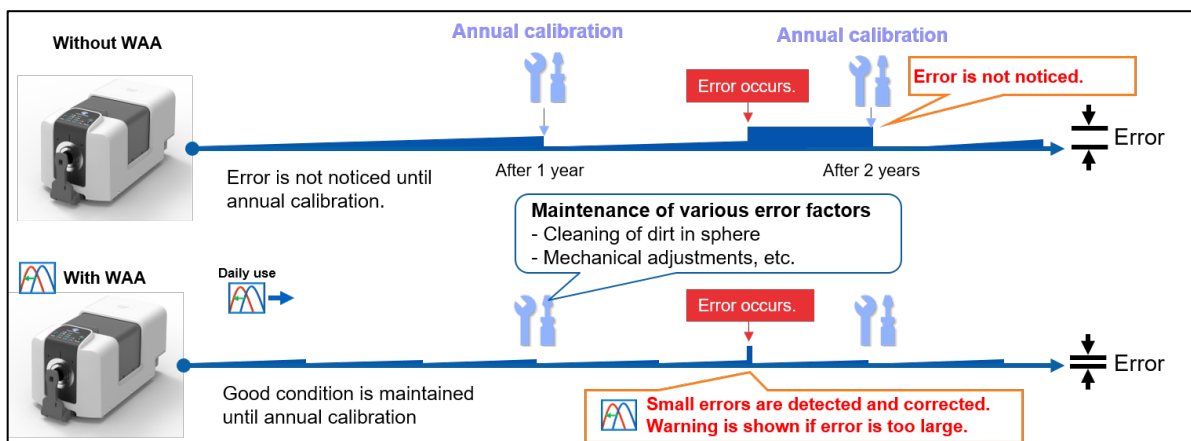 Without WAA
Annual calibration
Annual calibration
Error occurs.
Error is not noticed.
Error
After 1 year
After 2 years
Error is not noticed until
annual calibration.
Maintenance of various error factors
- Cleaning of dirt in sphere
- Mechanical adjustments, etc.
With WAA
Daily use
Error occurs.
Error
Good condition is maintained
until annual calibration
Small errors are detected and corrected.
Warning is shown if error is too large.